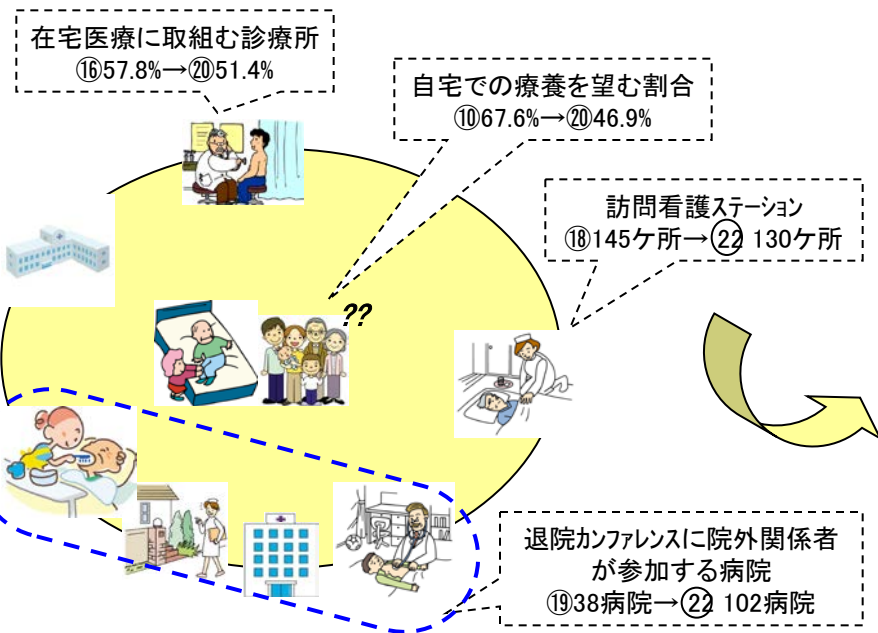 在宅医療に取組む診療所
⑯57.8%→⑳51.4%
自宅での療養を望む割合
⑩67.6%→⑳46.9%
訪問看護ステーション
⑱145ケ所→㉒ 130ケ所
??
退院カンファレンスに院外関係者
が参加する病院
⑲38病院→㉒ 102病院